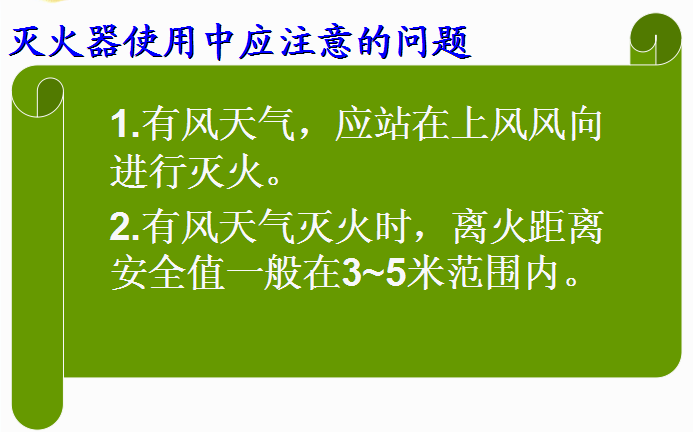 灭火器使用中应注意的问题
1.有风天气，应站在上风风向
进行灭火。
2.有风天气灭火时，离火距离
安全值一般在3~5米范围内。